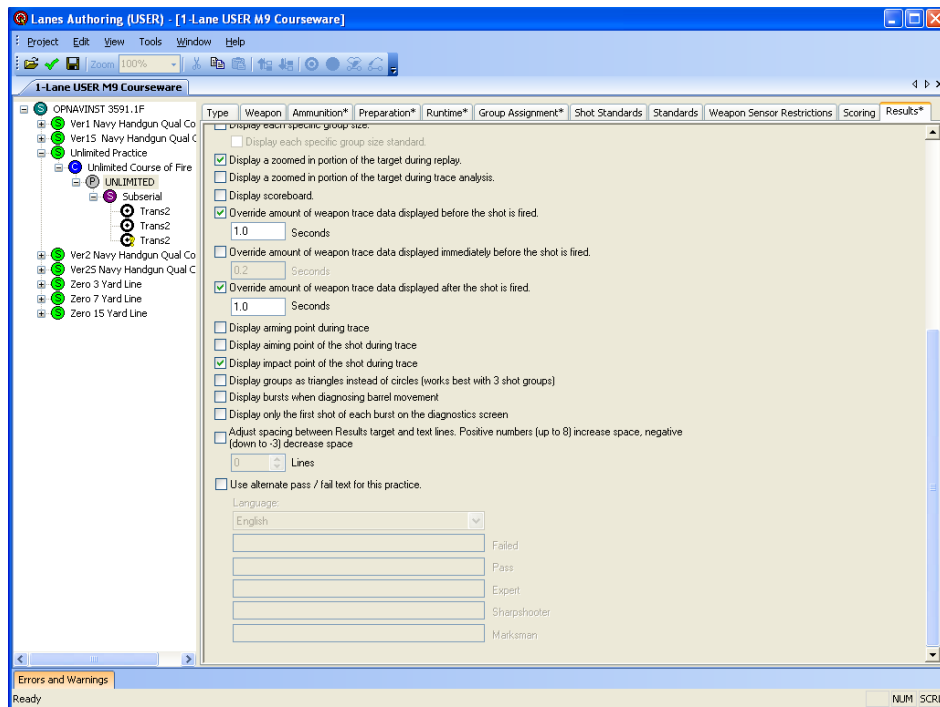 Lanes Authoring (USER) - [1-Lane USER M9 Courseware]
Project Edit View Tools Window Help
Zoom 100%
1-Lane USER M9 Courseware
OPNAVINST 3591.1F
Ver1 Navy Handgun Qual Co
Ver1S Navy Handgun Qual C
Unlimited Practice
Unlimited Course of Fire
UNLIMITED
Subserial
Trans2
Trans2
Trans2
Ver2 Navy Handgun Qual Co
Ver2S Navy Handgun Qual C
Zero 3 Yard Line
Zero 7 Yard Line
Zero 15 Yard Line
Type Weapon Ammunition* Preparation* Runtime* Group Assignment* Shot Standards Standards Weapon Sensor Restrictions Scoring Results*
Display each specific group size.
Display each specific group size standard.
Display a zoomed in portion of the target during replay.
Display a zoomed in portion of the target during trace analysis.
Display scoreboard.
Override amount of weapon trace data displayed before the shot is fired.
1.0 Seconds
Override amount of weapon trace data displayed immediately before the shot is fired.
0.2 Seconds
Override amount of weapon trace data displayed after the shot is fired.
1.0 Seconds
Display arming point during trace
Display aiming point of the shot during trace
Display impact point of the shot during trace
Display groups as triangles instead of circles (works best with 3 shot groups)
Display bursts when diagnosing barrel movement
Display only the first shot of each burst on the diagnostics screen
Adjust spacing between Results target and text lines. Positive numbers (up to 8) increase space, negative
(down to -3) decrease space
0 Lines
Use alternate pass / fail text for this practice.
Language:
English
Failed
Pass
Expert
Sharpshooter
Marksman
Errors and Warnings
Ready NUM SCRL